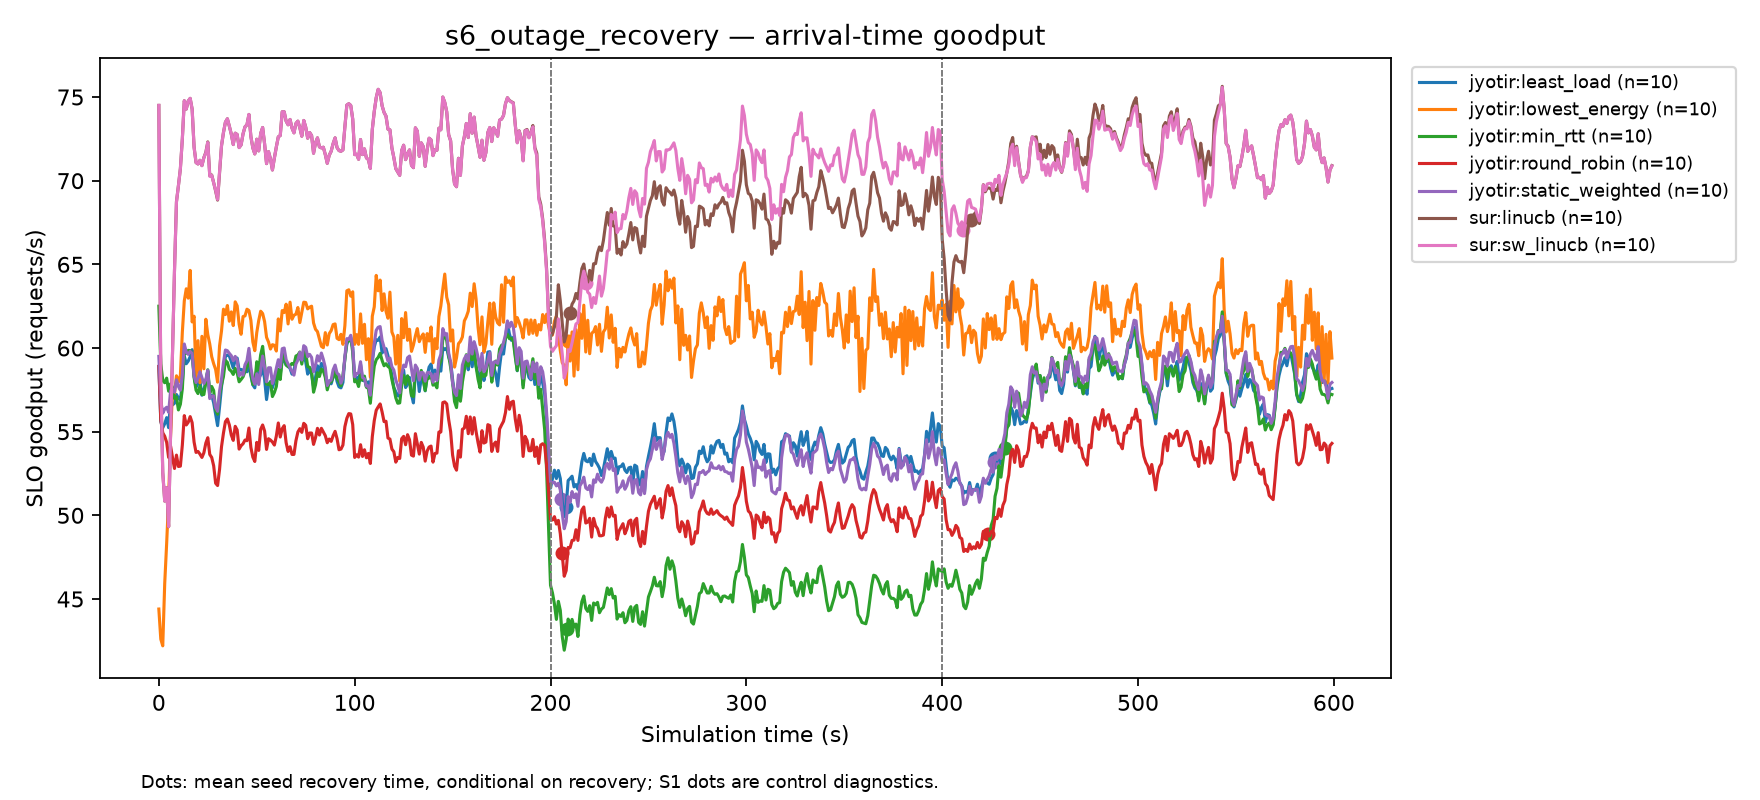 s6_outage_recovery — arrival-time goodput
SLO goodput (requests/s)
75
70
65
60
55
50
45
0
100
200
300
400
500
600
Simulation time (s)
jyotir:least_load (n=10)
jyotir:lowest_energy (n=10)
jyotir:min_rtt (n=10)
jyotir:round_robin (n=10)
jyotir:static_weighted (n=10)
sur:linucb (n=10)
sur:sw_linucb (n=10)
Dots: mean seed recovery time, conditional on recovery; S1 dots are control diagnostics.